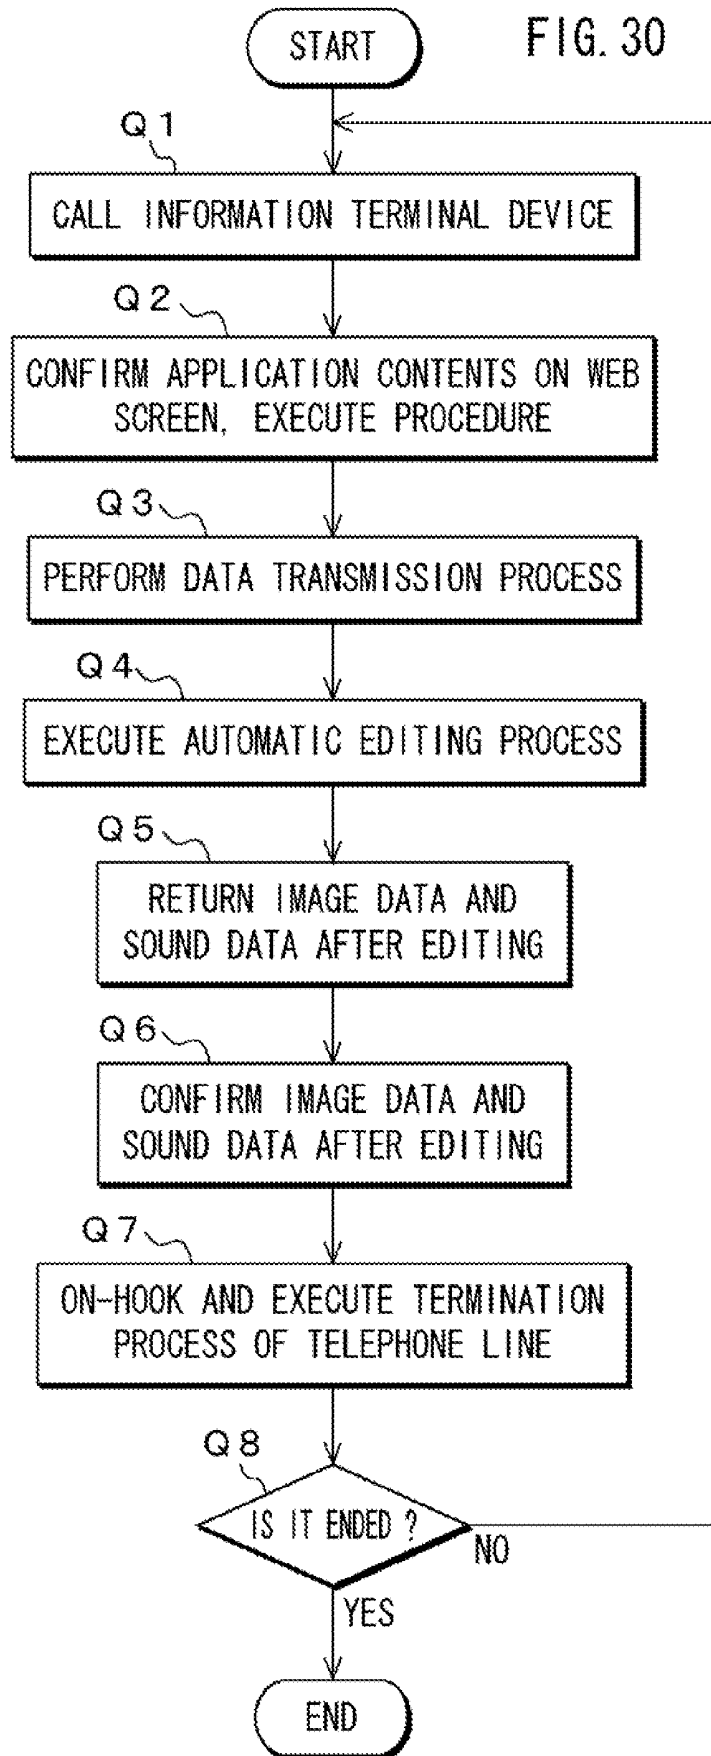 START
FIG. 30
Q1
CALL INFORMATION TERMINAL DEVICE
Q2
CONFIRM APPLICATION CONTENTS ON WEB
SCREEN, EXECUTE PROCEDURE
Q3
PERFORM DATA TRANSMISSION PROCESS
Q4
EXECUTE AUTOMATIC EDITING PROCESS
Q5
RETURN IMAGE DATA AND
SOUND DATA AFTER EDITING
Q6
CONFIRM IMAGE DATA AND
SOUND DATA AFTER EDITING
Q7
ON-HOOK AND EXECUTE TERMINATION
PROCESS OF TELEPHONE LINE
Q8
IS IT ENDED ?
NO
YES
END